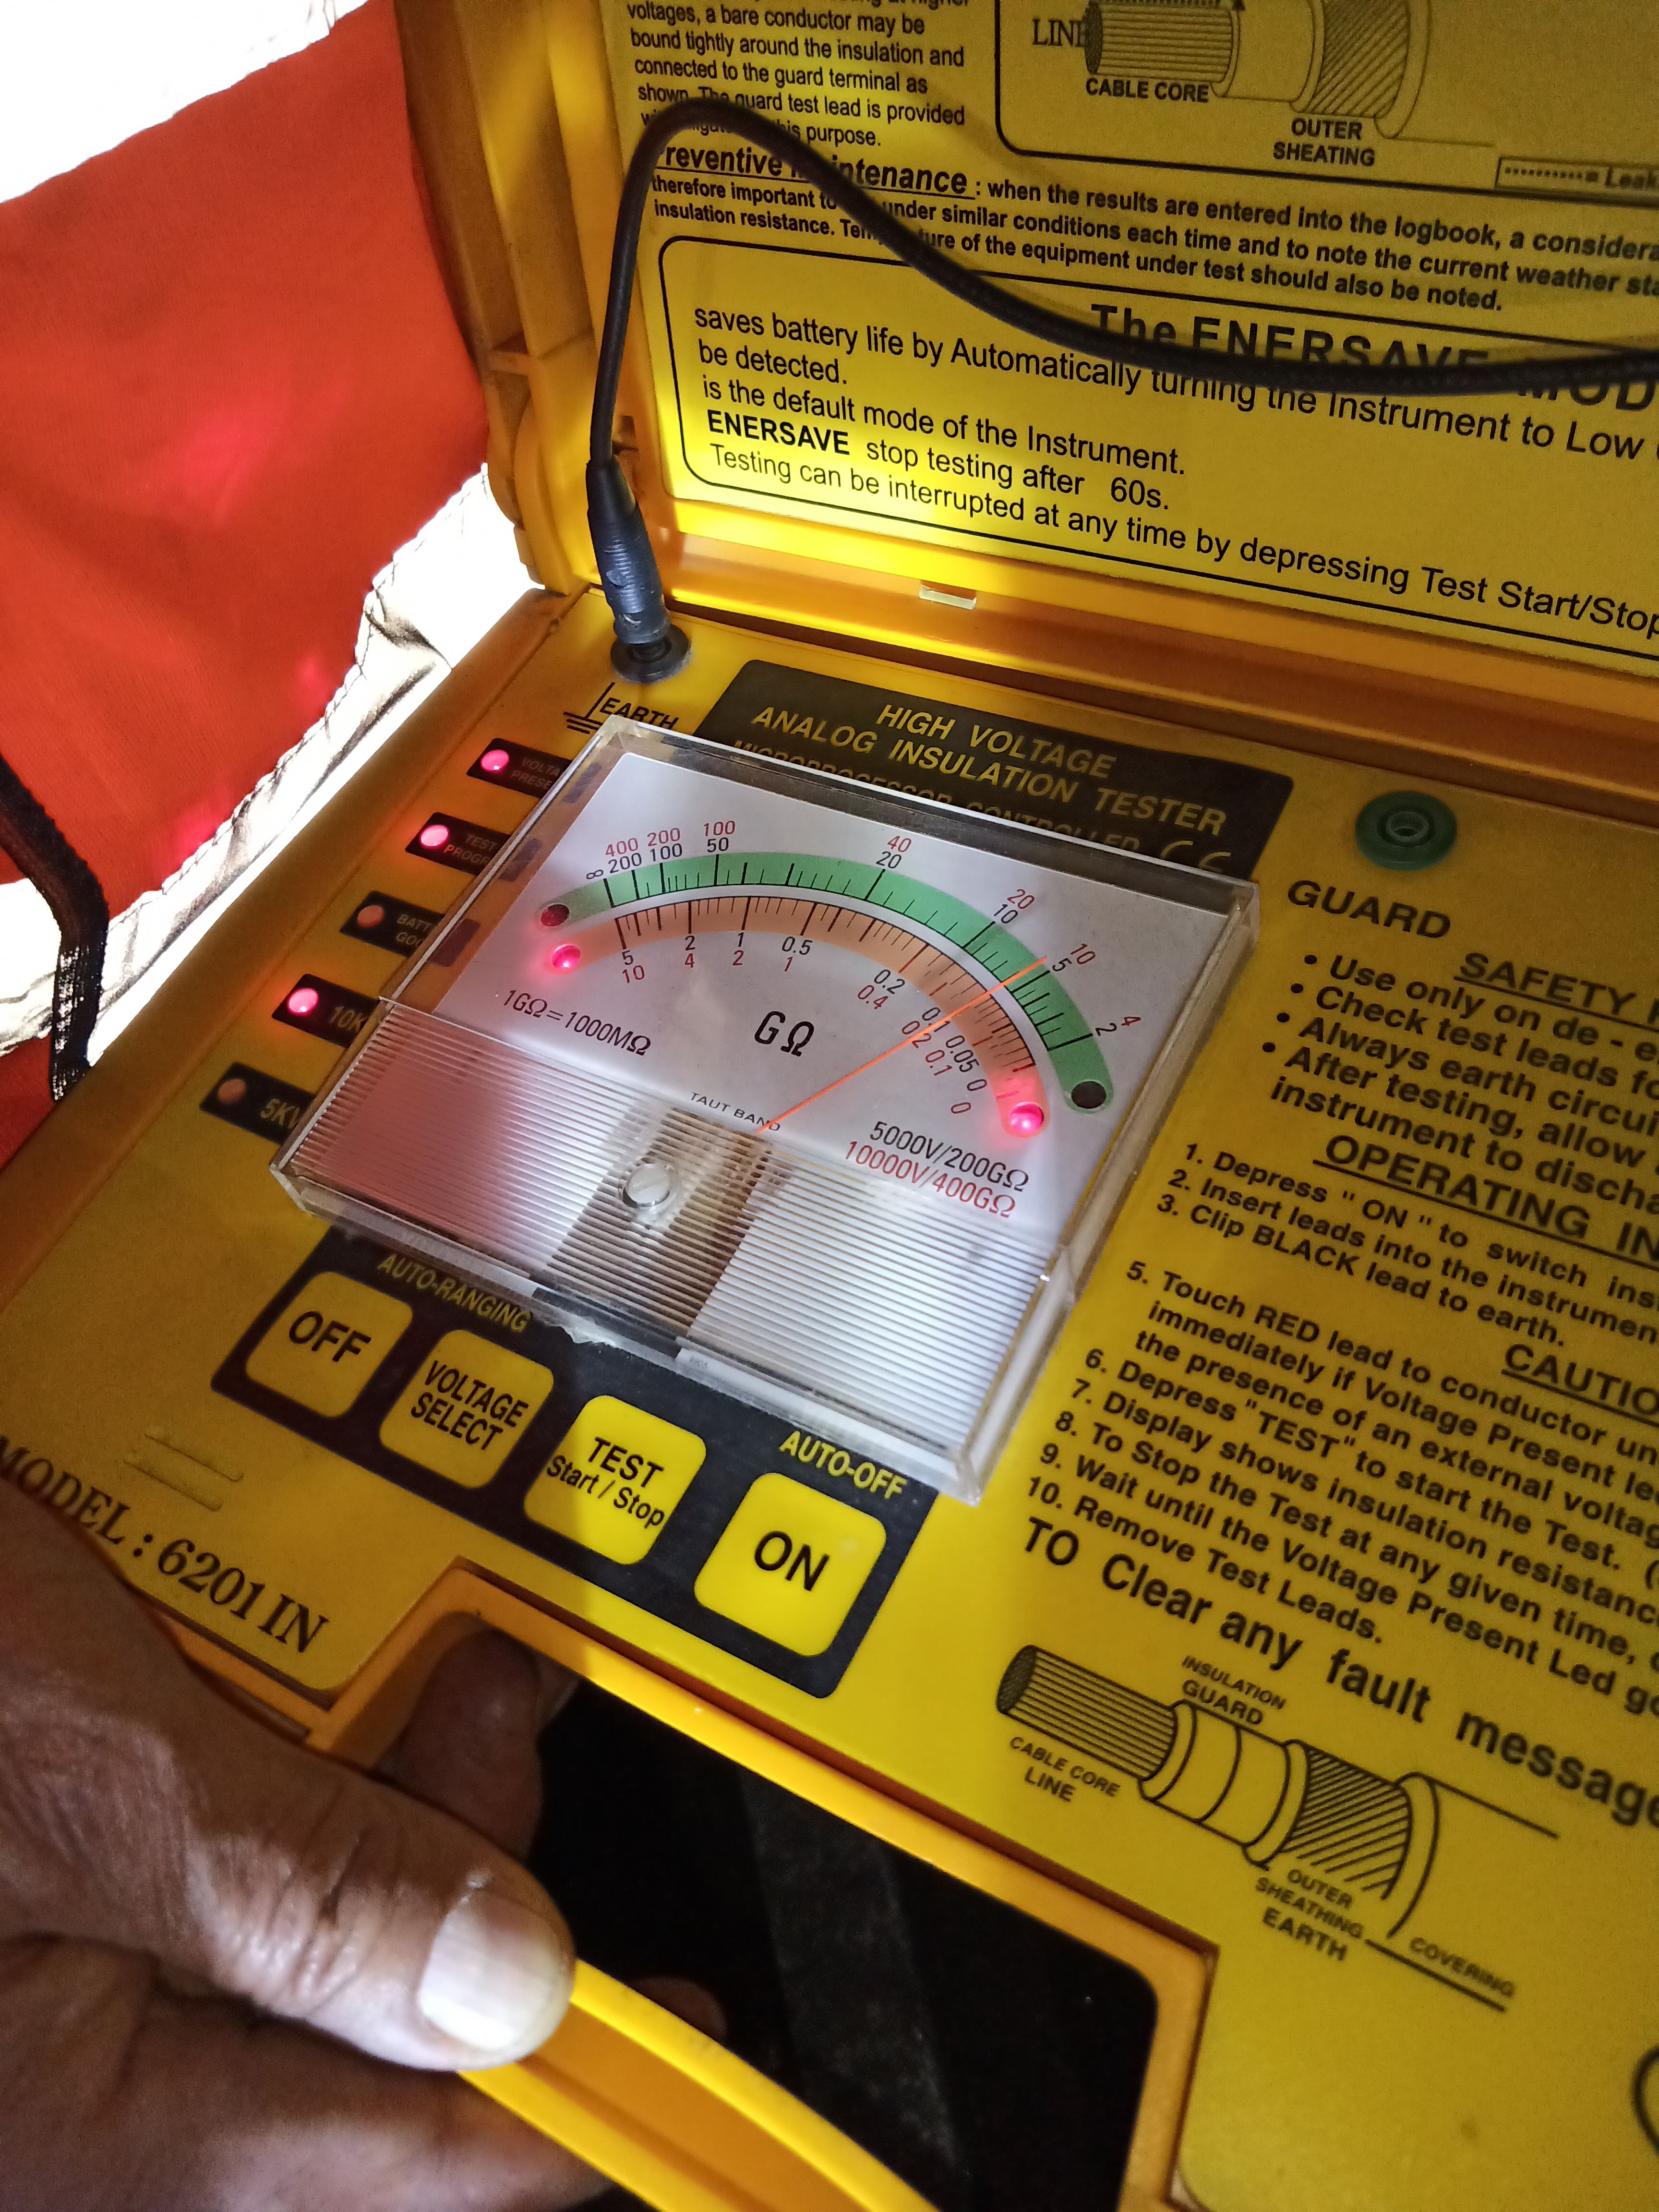 voltages, a bare conductor may be
bound tightly around the insulation and
connected to the guard terminal as
shown. The guard test lead is provided
this purpose.
Preventive Maintenance : when the results are entered into the logbook, a
therefore important to under similar conditions each time and to note the current weather
insulation resistance. Temperature of the equipment under test should also be noted.
LINE
CABLE CORE
OUTER
SHEATING
The ENERSAVE
saves battery life by Automatically turning the Instrument to Low
be detected.
is the default mode of the Instrument.
ENERSAVE stop testing after 60s.
Testing can be interrupted at any time by depressing Test Start/Stop
EARTH
HIGH VOLTAGE
ANALOG INSULATION TESTER
MICROPROCESSOR CONTROLLED CE
TEST
5KV
400 200 100 40 20 10 4
∞ 200 100 50 20 10 5 2
5 2 1 0.5 0.2 0.1 0.05 0
10 4 2 1 0.4 0.2 0.1 0
1GΩ=1000MΩ
GΩ
TAUT BAND
5000V/200GΩ
10000V/400GΩ
AUTO-RANGING
OFF
VOLTAGE
SELECT
TEST
Start / Stop
AUTO-OFF
ON
MODEL : 6201 IN
GUARD
SAFETY
• Use only on de - e
• Check test leads
• Always earth
• After testing, allow
instrument to
OPERATING
1. Depress " ON " to switch
2. Insert leads into the
3. Clip BLACK lead to earth.
5. Touch RED lead to conductor
immediately if Voltage Present
the presence of an external
6. Depress "TEST" to start the Test.
7. Display shows insulation
8. To Stop the Test at any given time,
9. Wait until the Voltage Present Led
10. Remove Test Leads.
TO Clear any fault
INSULATION
GUARD
CABLE CORE
LINE
OUTER
SHEATHING
EARTH
COVERING